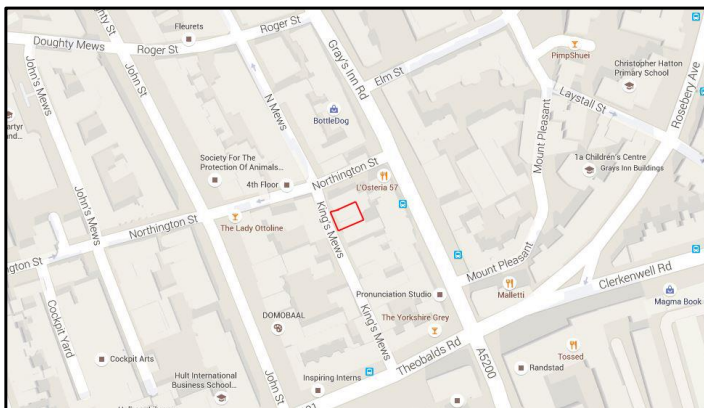 Fleurets
Roger St
Doughty Mews
Roger St
Gray's Inn Rd
PimpShuei
Christopher Hatton
Primary School
Rosebery Ave
John's Mews
John St
N Mews
Elm St
Laystall St
BottleDog
Mount Pleasant
Society For The
Protection Of Animals...
4th Floor
Northington St
L'Osteria 57
1a Children's Centre
Grays Inn Buildings
King's Mews
Northington St
The Lady Ottoline
John's Mews
Mount Pleasant
Clerkenwell Rd
Cockpit Yard
Pronunciation Studio
Malletti
Magma Book
DOMOBAAL
The Yorkshire Grey
King's Mews
Theobalds Rd
A5200
Cockpit Arts
Hult International
Business School...
John St
Inspiring Interns
Tossed
Randstad